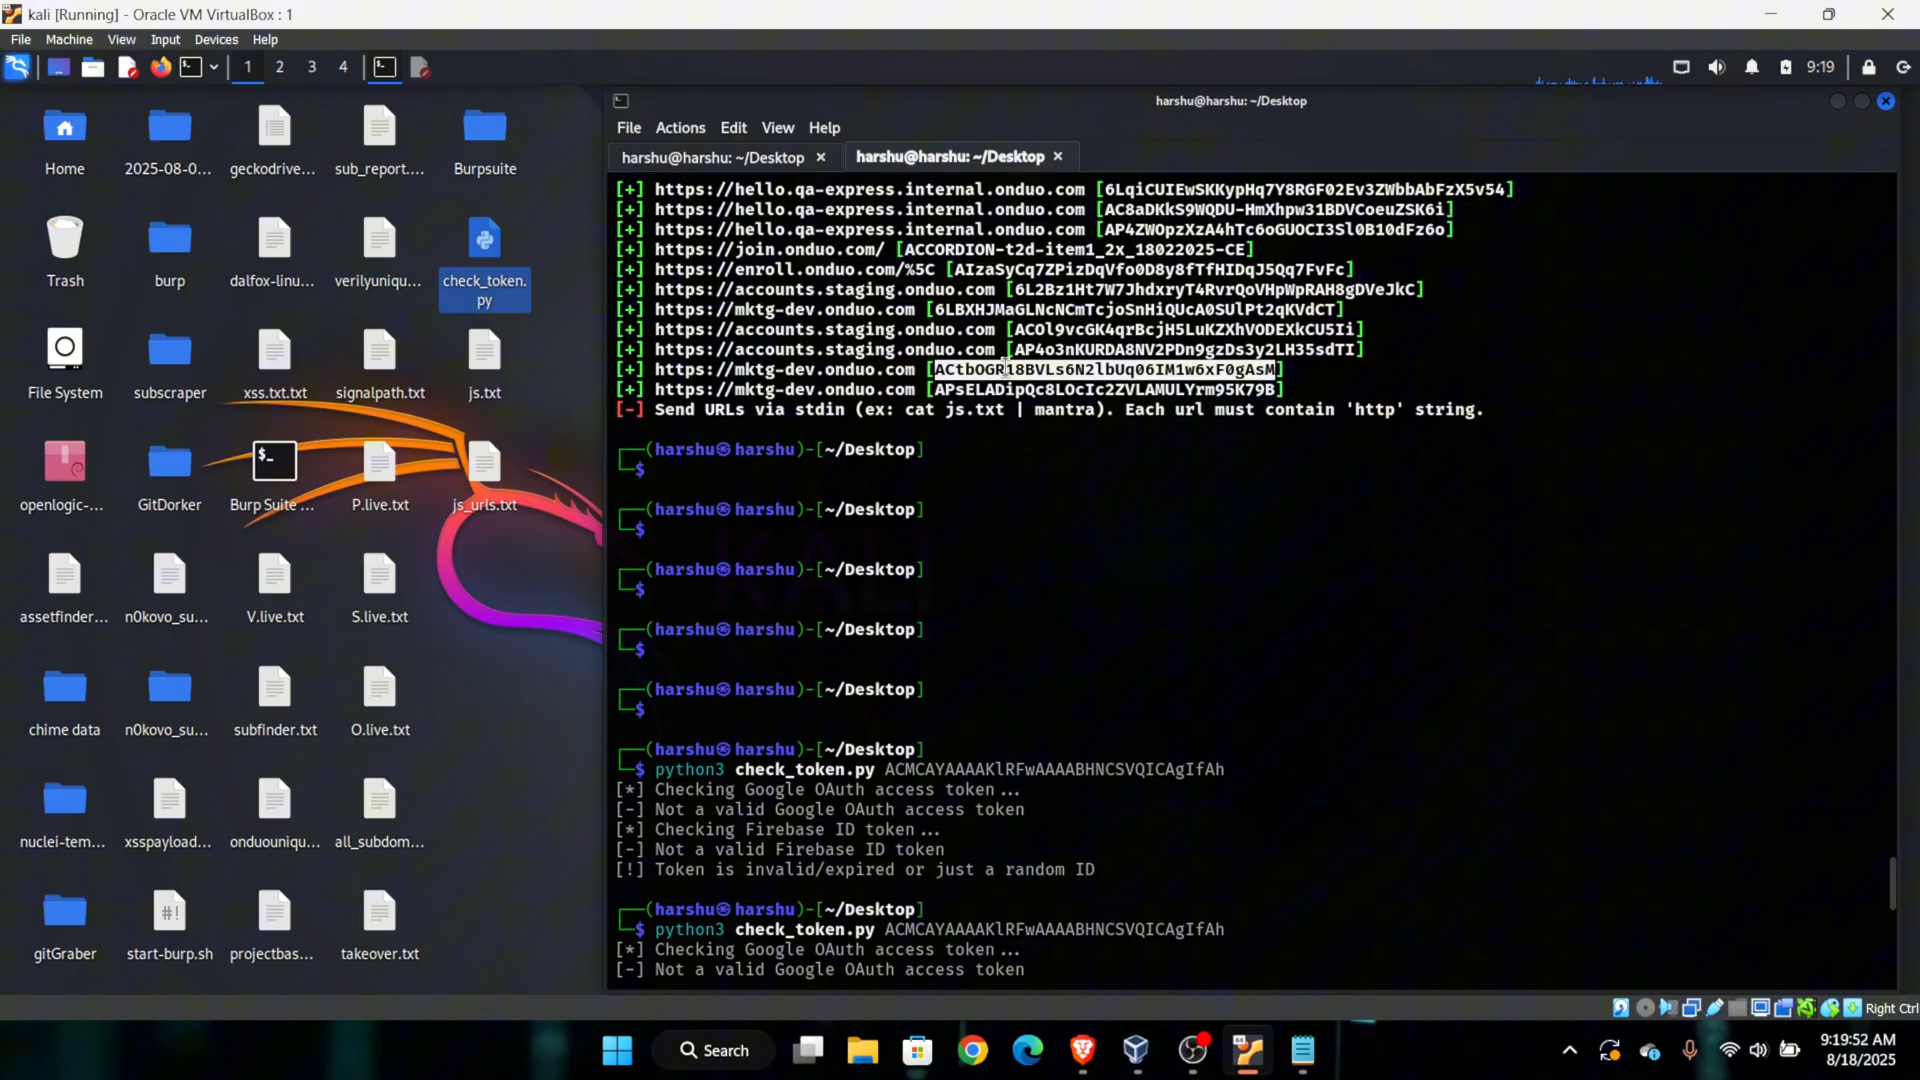 kali [Running] - Oracle VM VirtualBox : 1
File Machine View Input Devices Help
1 2 3 4
9:19
Home
2025-08-0...
geckodrive...
sub_report....
Burpsuite
Trash
burp
dalfox-linu...
verilyuniqu...
check_token.
py
File System
subscraper
xss.txt.txt
signalpath.txt
js.txt
openlogic-...
GitDorker
Burp Suite ...
P.live.txt
js_urls.txt
assetfinder...
n0kovo_su...
V.live.txt
S.live.txt
chime data
n0kovo_su...
subfinder.txt
O.live.txt
nuclei-tem...
xsspayload...
onduouniqu...
all_subdom...
gitGraber
start-burp.sh
projectbas...
takeover.txt
harshu@harshu: ~/Desktop
File Actions Edit View Help
harshu@harshu: ~/Desktop × harshu@harshu: ~/Desktop ×
[+] https://hello.qa-express.internal.onduo.com [6LqiCUIEwSKKypHq7Y8RGF02Ev3ZWbbAbFzX5v54]
[+] https://hello.qa-express.internal.onduo.com [AC8aDKkS9WQDU-HmXhpw31BDVCoeuZSK6i]
[+] https://hello.qa-express.internal.onduo.com [AP4ZWOpzXzA4hTc6oGUOCI3Sl0B10dFz6o]
[+] https://join.onduo.com/ [ACCORDION-t2d-item1_2x_18022025-CE]
[+] https://enroll.onduo.com/%5C [AIzaSyCq7ZPizDqVfo0D8y8fTfHIDqJ5Qq7FvFc]
[+] https://accounts.staging.onduo.com [6L2Bz1Ht7W7JhdxryT4RvrQoVHpWpRAH8gDVeJkC]
[+] https://mktg-dev.onduo.com [6LBXHJMaGLNcNCmTcjoSnHiQUcA0SUlPt2qKVdCT]
[+] https://accounts.staging.onduo.com [ACOl9vcGK4qrBcjH5LuKZXhVODEXkCU5Ii]
[+] https://accounts.staging.onduo.com [AP4o3nKURDA8NV2PDn9gzDs3y2LH35sdTI]
[+] https://mktg-dev.onduo.com [ACtbOGR18BVLs6N2lbUq06IM1w6xF0gAsM]
[+] https://mktg-dev.onduo.com [APsELADipQc8LOcIc2ZVLAMULYrm95K79B]
[-] Send URLs via stdin (ex: cat js.txt | mantra). Each url must contain 'http' string.
(harshu㉿harshu)-[~/Desktop]
$
(harshu㉿harshu)-[~/Desktop]
$
(harshu㉿harshu)-[~/Desktop]
$
(harshu㉿harshu)-[~/Desktop]
$
(harshu㉿harshu)-[~/Desktop]
$
(harshu㉿harshu)-[~/Desktop]
$ python3 check_token.py ACMCAYAAAAKlRFwAAAABHNCSVQICAgIfAh
[*] Checking Google OAuth access token...
[-] Not a valid Google OAuth access token
[*] Checking Firebase ID token...
[-] Not a valid Firebase ID token
[!] Token is invalid/expired or just a random ID
(harshu㉿harshu)-[~/Desktop]
$ python3 check_token.py ACMCAYAAAAKlRFwAAAABHNCSVQICAgIfAh
[*] Checking Google OAuth access token...
[-] Not a valid Google OAuth access token
Right Ctrl
Search
9:19:52 AM
8/18/2025